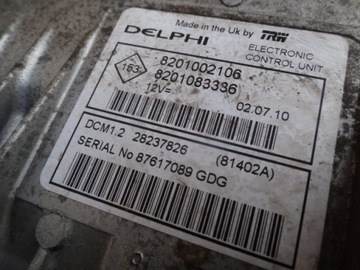 Made in the Uk by TRW
DELPHI
ELECTRONIC
CONTROL UNIT
163
8201002106
8201083336
12V=
02.07.10
DCM1.2 28237826 (81402A)
SERIAL No 87617089 GDG